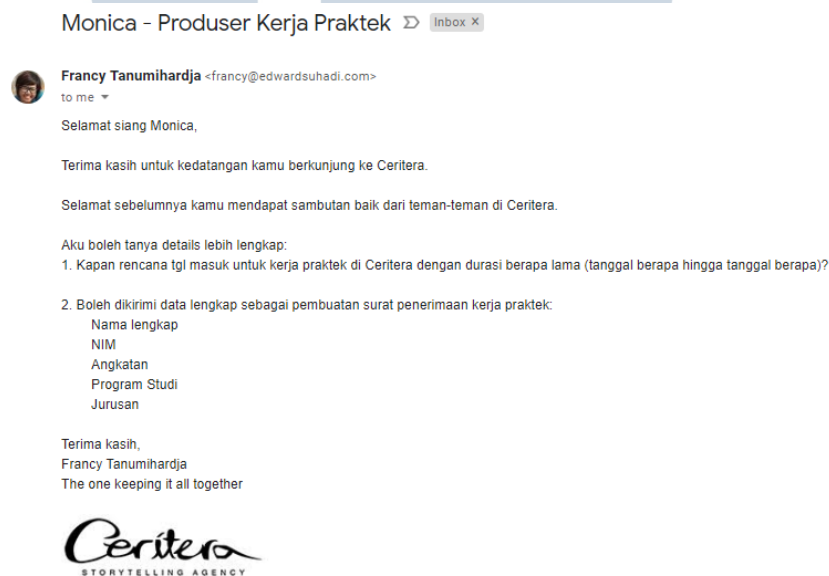 Monica - Produser Kerja Praktek Inbox ×
Francy Tanumihardja <francy@edwardsuhadi.com>
to me
Selamat siang Monica,
Terima kasih untuk kedatangan kamu berkunjung ke Ceritera.
Selamat sebelumnya kamu mendapat sambutan baik dari teman-teman di Ceritera.
Aku boleh tanya details lebih lengkap:
1. Kapan rencana tgl masuk untuk kerja praktek di Ceritera dengan durasi berapa lama (tanggal berapa hingga tanggal berapa)?
2. Boleh dikirimi data lengkap sebagai pembuatan surat penerimaan kerja praktek:
Nama lengkap
NIM
Angkatan
Program Studi
Jurusan
Terima kasih,
Francy Tanumihardja
The one keeping it all together
Ceritera
STORYTELLING AGENCY